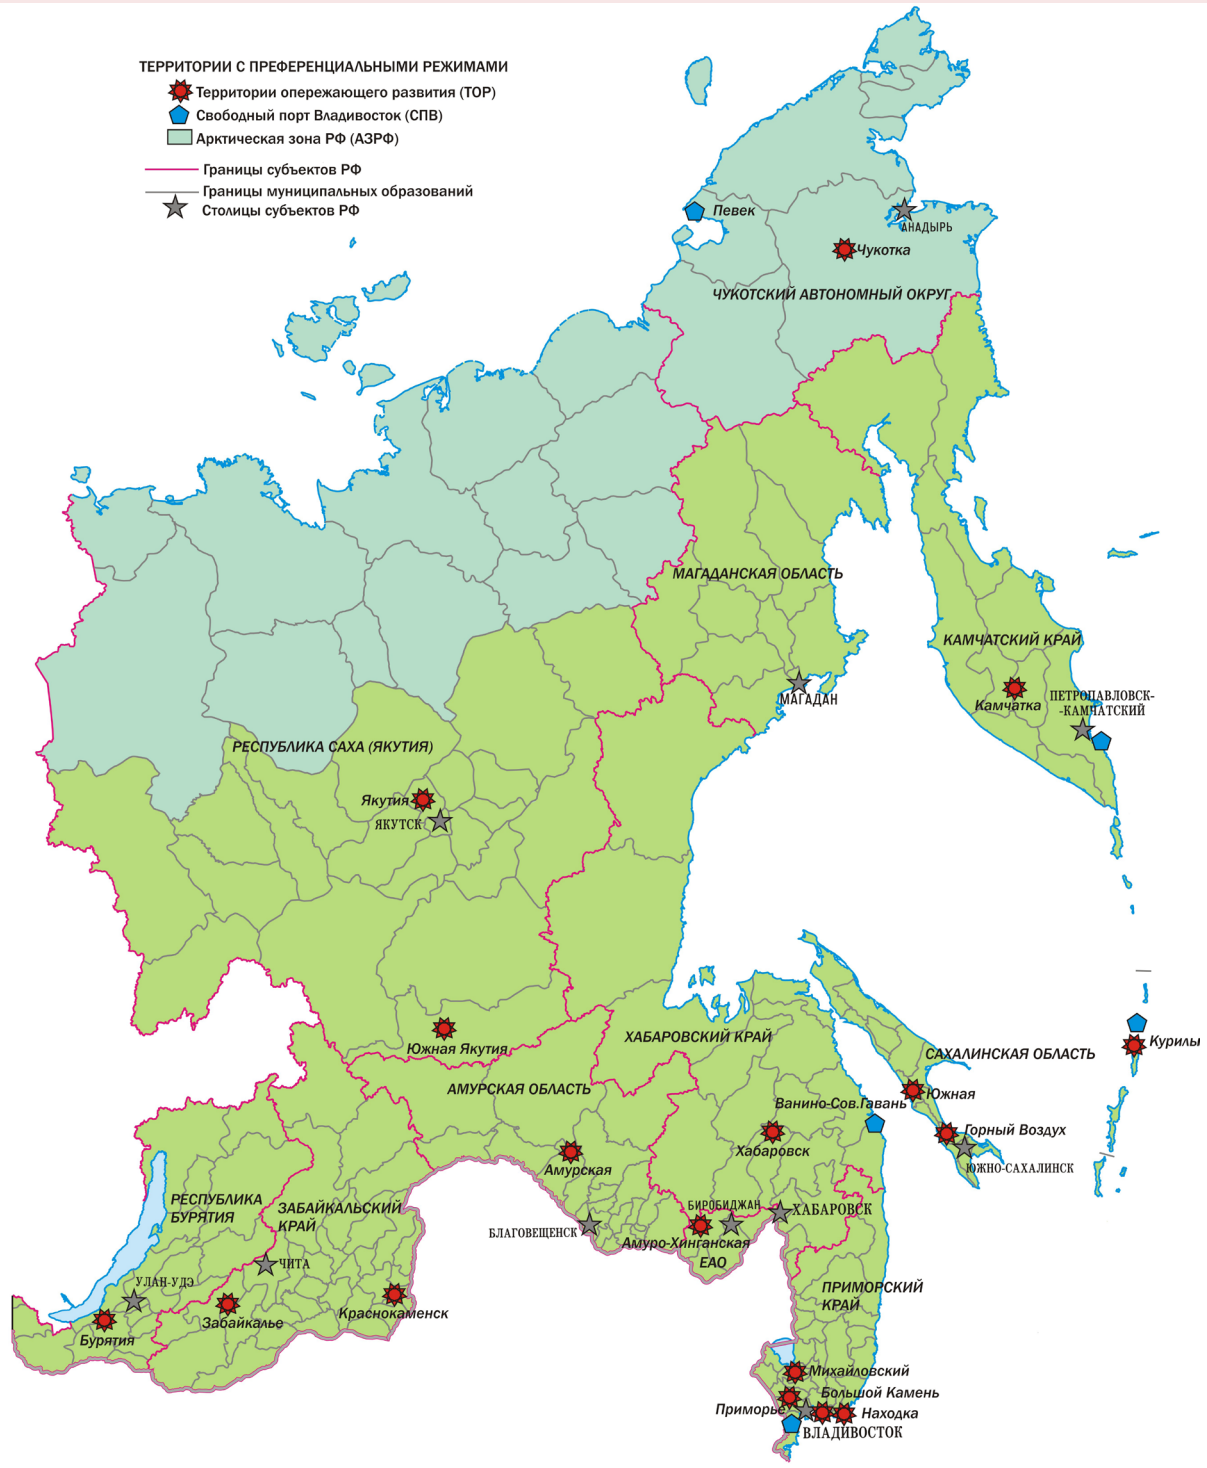 ТЕРРИТОРИИ С ПРЕФЕРЕНЦИАЛЬНЫМИ РЕЖИМАМИ
Территории опережающего развития (ТОР)
Свободный порт Владивосток (СПВ)
Арктическая зона РФ (АЗРФ)
Границы субъектов РФ
Границы муниципальных образований
Столицы субъектов РФ
Певек
АНАДЫРЬ
Чукотка
ЧУКОТСКИЙ АВТОНОМНЫЙ ОКРУГ
МАГАДАНСКАЯ ОБЛАСТЬ
КАМЧАТСКИЙ КРАЙ
МАГАДАН
Камчатка
ПЕТРОПАВЛОВСК-
-КАМЧАТСКИЙ
РЕСПУБЛИКА САХА (ЯКУТИЯ)
Якутия
ЯКУТСК
Южная Якутия
ХАБАРОВСКИЙ КРАЙ
САХАЛИНСКАЯ ОБЛАСТЬ
Курилы
АМУРСКАЯ ОБЛАСТЬ
Южная
Ванино-Сов.Гавань
Горный Воздух
Хабаровск
Амурская
ЮЖНО-САХАЛИНСК
РЕСПУБЛИКА
БУРЯТИЯ
ЗАБАЙКАЛЬСКИЙ
КРАЙ
БИРОБИДЖАН
ХАБАРОВСК
БЛАГОВЕЩЕНСК
Амуро-Хинганская
ЕАО
ЧИТА
УЛАН-УДЭ
ПРИМОРСКИЙ
КРАЙ
Краснокаменск
Забайкалье
Бурятия
Михайловский
Большой Камень
Приморье
Находка
ВЛАДИВОСТОК